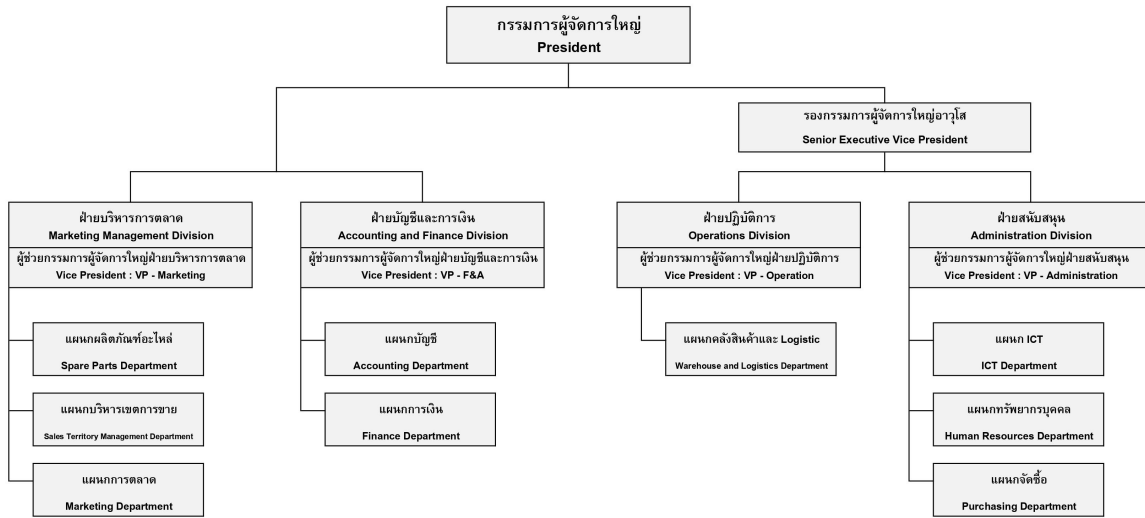 กรรมการผู้จัดการใหญ่
President
รองกรรมการผู้จัดการใหญ่อาวุโส
Senior Executive Vice President
ฝ่ายบริหารการตลาด
Marketing Management Division
ผู้ช่วยกรรมการผู้จัดการใหญ่ฝ่ายบริหารการตลาด
Vice President : VP - Marketing
ฝ่ายบัญชีและการเงิน
Accounting and Finance Division
ผู้ช่วยกรรมการผู้จัดการใหญ่ฝ่ายบัญชีและการเงิน
Vice President : VP - F&A
ฝ่ายปฏิบัติการ
Operations Division
ผู้ช่วยกรรมการผู้จัดการใหญ่ฝ่ายปฏิบัติการ
Vice President : VP - Operation
ฝ่ายสนับสนุน
Administration Division
ผู้ช่วยกรรมการผู้จัดการใหญ่ฝ่ายสนับสนุน
Vice President : VP - Administration
แผนกผลิตภัณฑ์อะไหล่
Spare Parts Department
แผนกบริหารเขตการขาย
Sales Territory Management Department
แผนกการตลาด
Marketing Department
แผนกบัญชี
Accounting Department
แผนกการเงิน
Finance Department
แผนกคลังสินค้าและ Logistic
Warehouse and Logistics Department
แผนก ICT
ICT Department
แผนกทรัพยากรบุคคล
Human Resources Department
แผนกจัดซื้อ
Purchasing Department